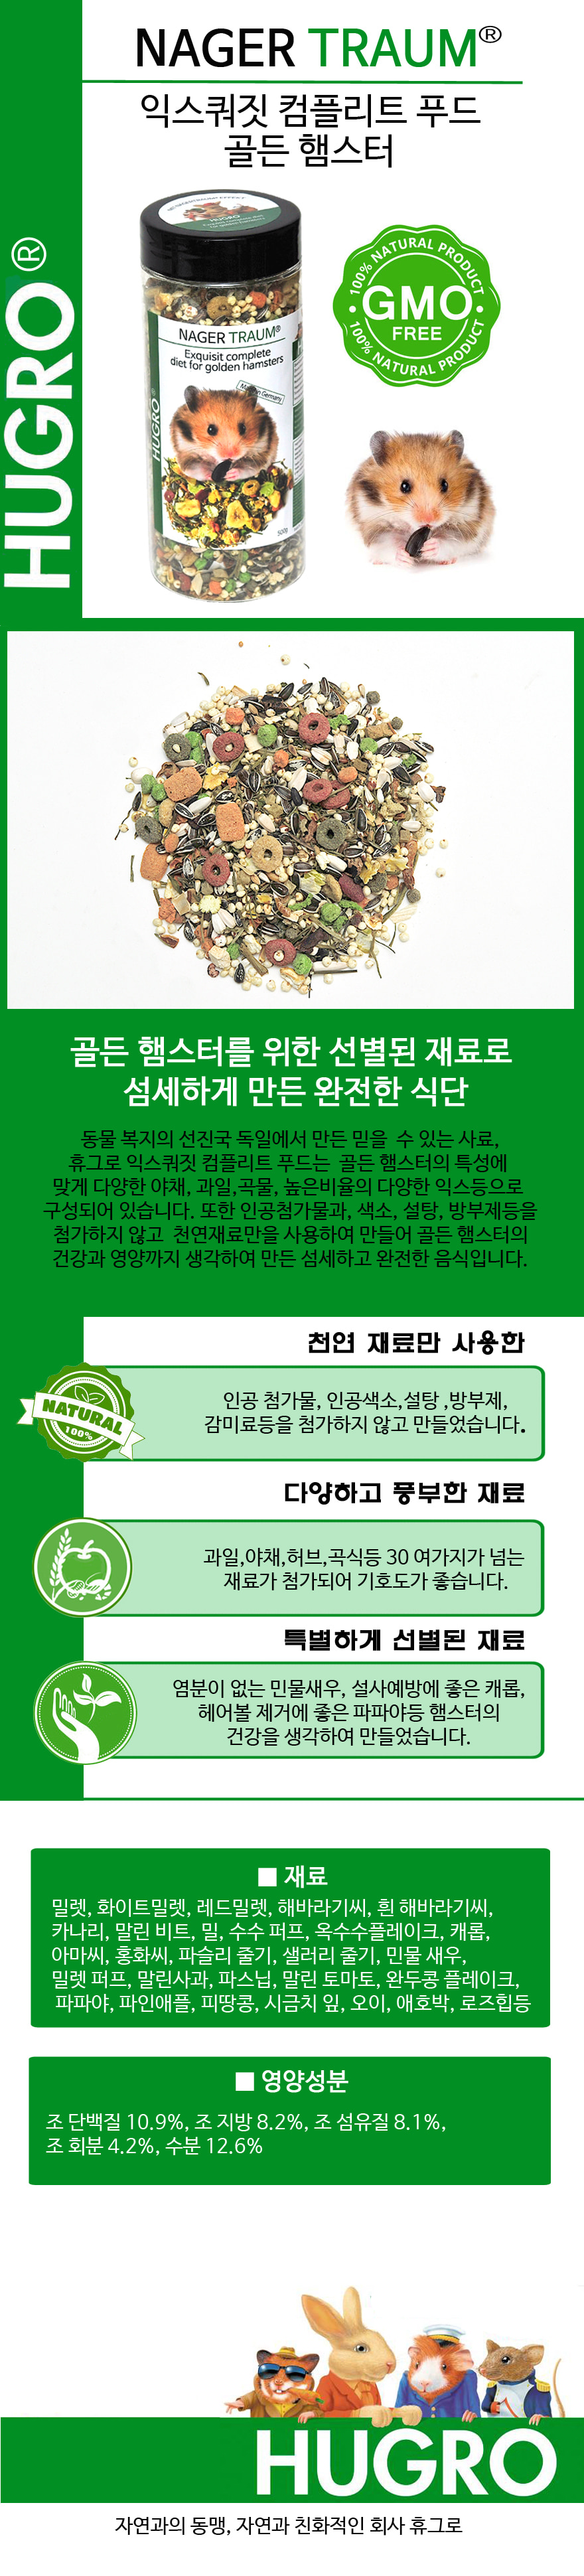 NAGER TRAUM®
익스쿼짓 컴플리트 푸드
골든 햄스터
HUGRO®
HUGRO
NAGER TRAUM®
Exquisit complete
diet for golden hamsters
Made in Germany
HUGRO
500g
100% NATURAL PRODUCT
GMO
FREE
100% NATURAL PRODUCT
골든 햄스터를 위한 선별된 재료로
섬세하게 만든 완전한 식단
동물 복지의 선진국 독일에서 만든 믿을 수 있는 사료,
휴그로 익스쿼짓 컴플리트 푸드는 골든 햄스터의 특성에
맞게 다양한 야채, 과일,곡물, 높은비율의 다양한 익스등으로
구성되어 있습니다. 또한 인공첨가물과, 색소, 설탕, 방부제등을
첨가하지 않고 천연재료만을 사용하여 만들어 골든 햄스터의
건강과 영양까지 생각하여 만든 섬세하고 완전한 음식입니다.
천연 재료만 사용한
NATURAL
100%
인공 첨가물, 인공색소,설탕 ,방부제,
감미료등을 첨가하지 않고 만들었습니다.
다양하고 풍부한 재료
과일,야채,허브,곡식등 30 여가지가 넘는
재료가 첨가되어 기호도가 좋습니다.
특별하게 선별된 재료
염분이 없는 민물새우, 설사예방에 좋은 캐롭,
헤어볼 제거에 좋은 파파야등 햄스터의
건강을 생각하여 만들었습니다.
■ 재료
밀렛, 화이트밀렛, 레드밀렛, 해바라기씨, 흰 해바라기씨,
카나리, 말린 비트, 밀, 수수 퍼프, 옥수수플레이크, 캐롭,
아마씨, 홍화씨, 파슬리 줄기, 샐러리 줄기, 민물 새우,
밀렛 퍼프, 말린사과, 파스닙, 말린 토마토, 완두콩 플레이크,
파파야, 파인애플, 피땅콩, 시금치 잎, 오이, 애호박, 로즈힙등
■ 영양성분
조 단백질 10.9%, 조 지방 8.2%, 조 섬유질 8.1%,
조 회분 4.2%, 수분 12.6%
HUGRO
자연과의 동맹, 자연과 친화적인 회사 휴그로